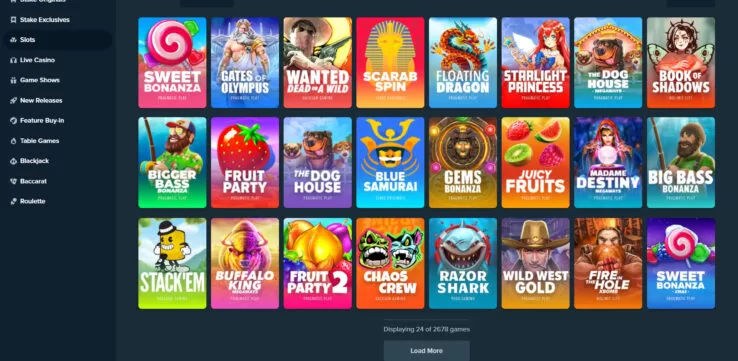 Stake Exclusives
Slots
Live Casino
Game Shows
New Releases
Feature Buy-in
Table Games
Blackjack
Baccarat
Roulette
SWEET
BONANZA
PRAGMATIC PLAY
GATES OF
OLYMPUS
PRAGMATIC PLAY
WANTED
DEAD OR A WILD
HACKSAW GAMING
SCARAB
SPIN
STAKE ORIGINALS
FLOATING
DRAGON
PRAGMATIC PLAY
STARLIGHT
PRINCESS
PRAGMATIC PLAY
THE DOG
HOUSE
MEGAWAYS
PRAGMATIC PLAY
BOOK OF
SHADOWS
NOLIMIT CITY
BIGGER
BASS
BONANZA
PRAGMATIC PLAY
FRUIT
PARTY
PRAGMATIC PLAY
THE DOG
HOUSE
PRAGMATIC PLAY
BLUE
SAMURAI
STAKE ORIGINALS
GEMS
BONANZA
PRAGMATIC PLAY
JUICY
FRUITS
PRAGMATIC PLAY
MADAME
DESTINY
MEGAWAYS
PRAGMATIC PLAY
BIG BASS
BONANZA
PRAGMATIC PLAY
STACK'EM
HACKSAW GAMING
BUFFALO
KING
MEGAWAYS
PRAGMATIC PLAY
FRUIT
PARTY 2
PRAGMATIC PLAY
CHAOS
CREW
HACKSAW GAMING
RAZOR
SHARK
PUSH GAMING
WILD WEST
GOLD
PRAGMATIC PLAY
FIRE IN
THE HOLE
XBOMB
NOLIMIT CITY
SWEET
BONANZA
XMAS
PRAGMATIC PLAY
Displaying 24 of 2678 games
Load More